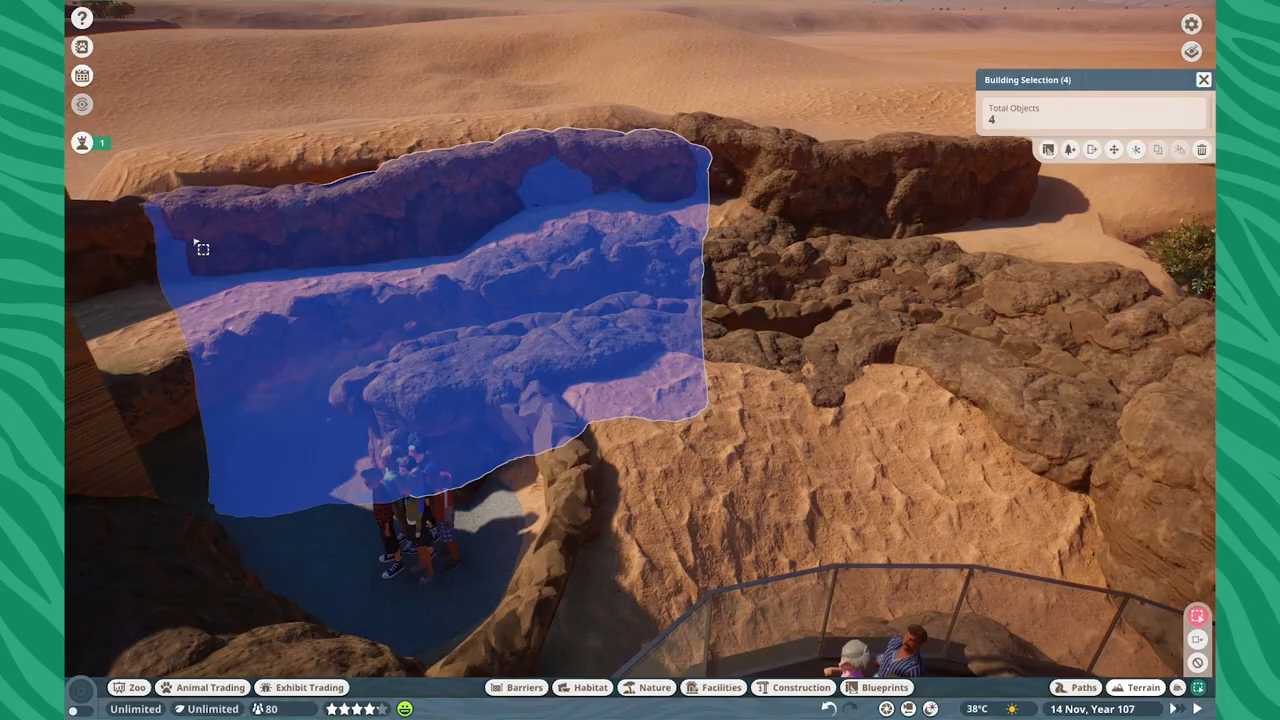 ?
Building Selection (4)
Total Objects
4
1
Zoo
Animal Trading
Exhibit Trading
Barriers
Habitat
Nature
Facilities
Construction
Blueprints
Paths
Terrain
Unlimited
Unlimited
80
38°C
14 Nov, Year 107